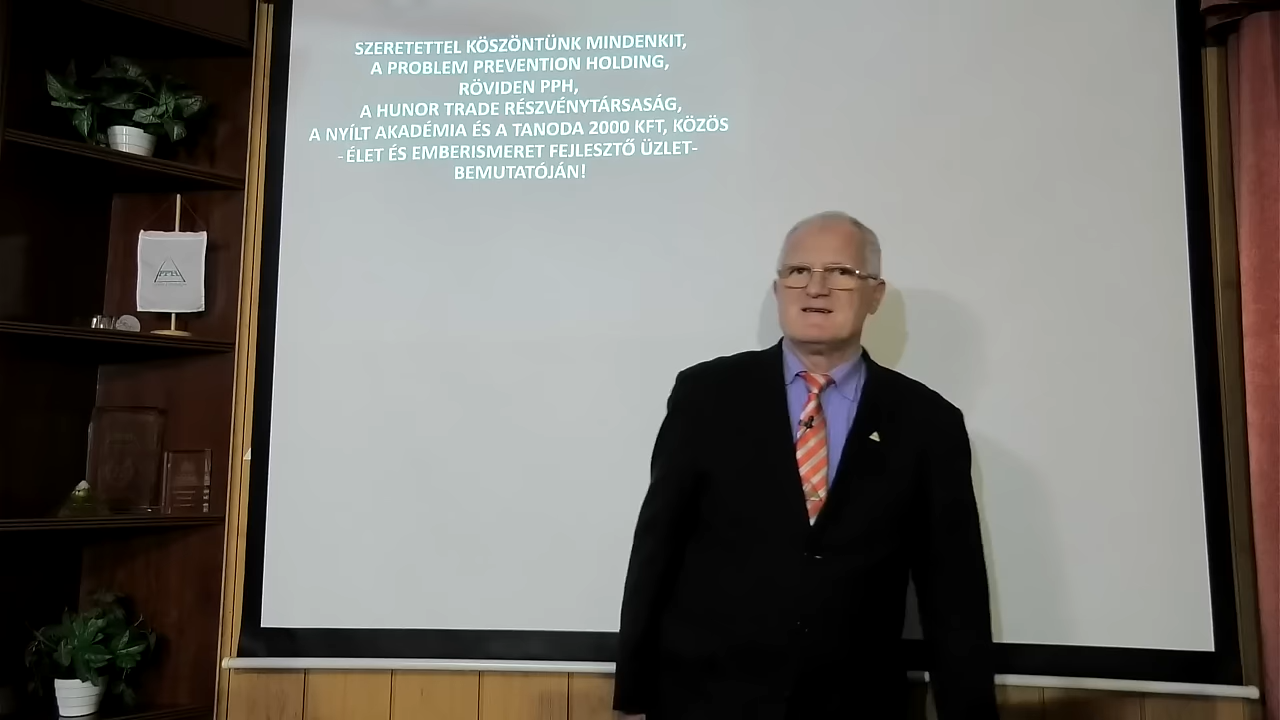 SZERETETTEL KÖSZÖNTÜNK MINDENKIT,
A PROBLEM PREVENTION HOLDING,
RÖVIDEN PPH,
A HUNOR TRADE RÉSZVÉNYTÁRSASÁG,
A NYÍLT AKADÉMIA ÉS A TANODA 2000 KFT, KÖZÖS
-ÉLET ÉS EMBERISMERET FEJLESZTŐ ÜZLET-
BEMUTATÓJÁN!
PPH